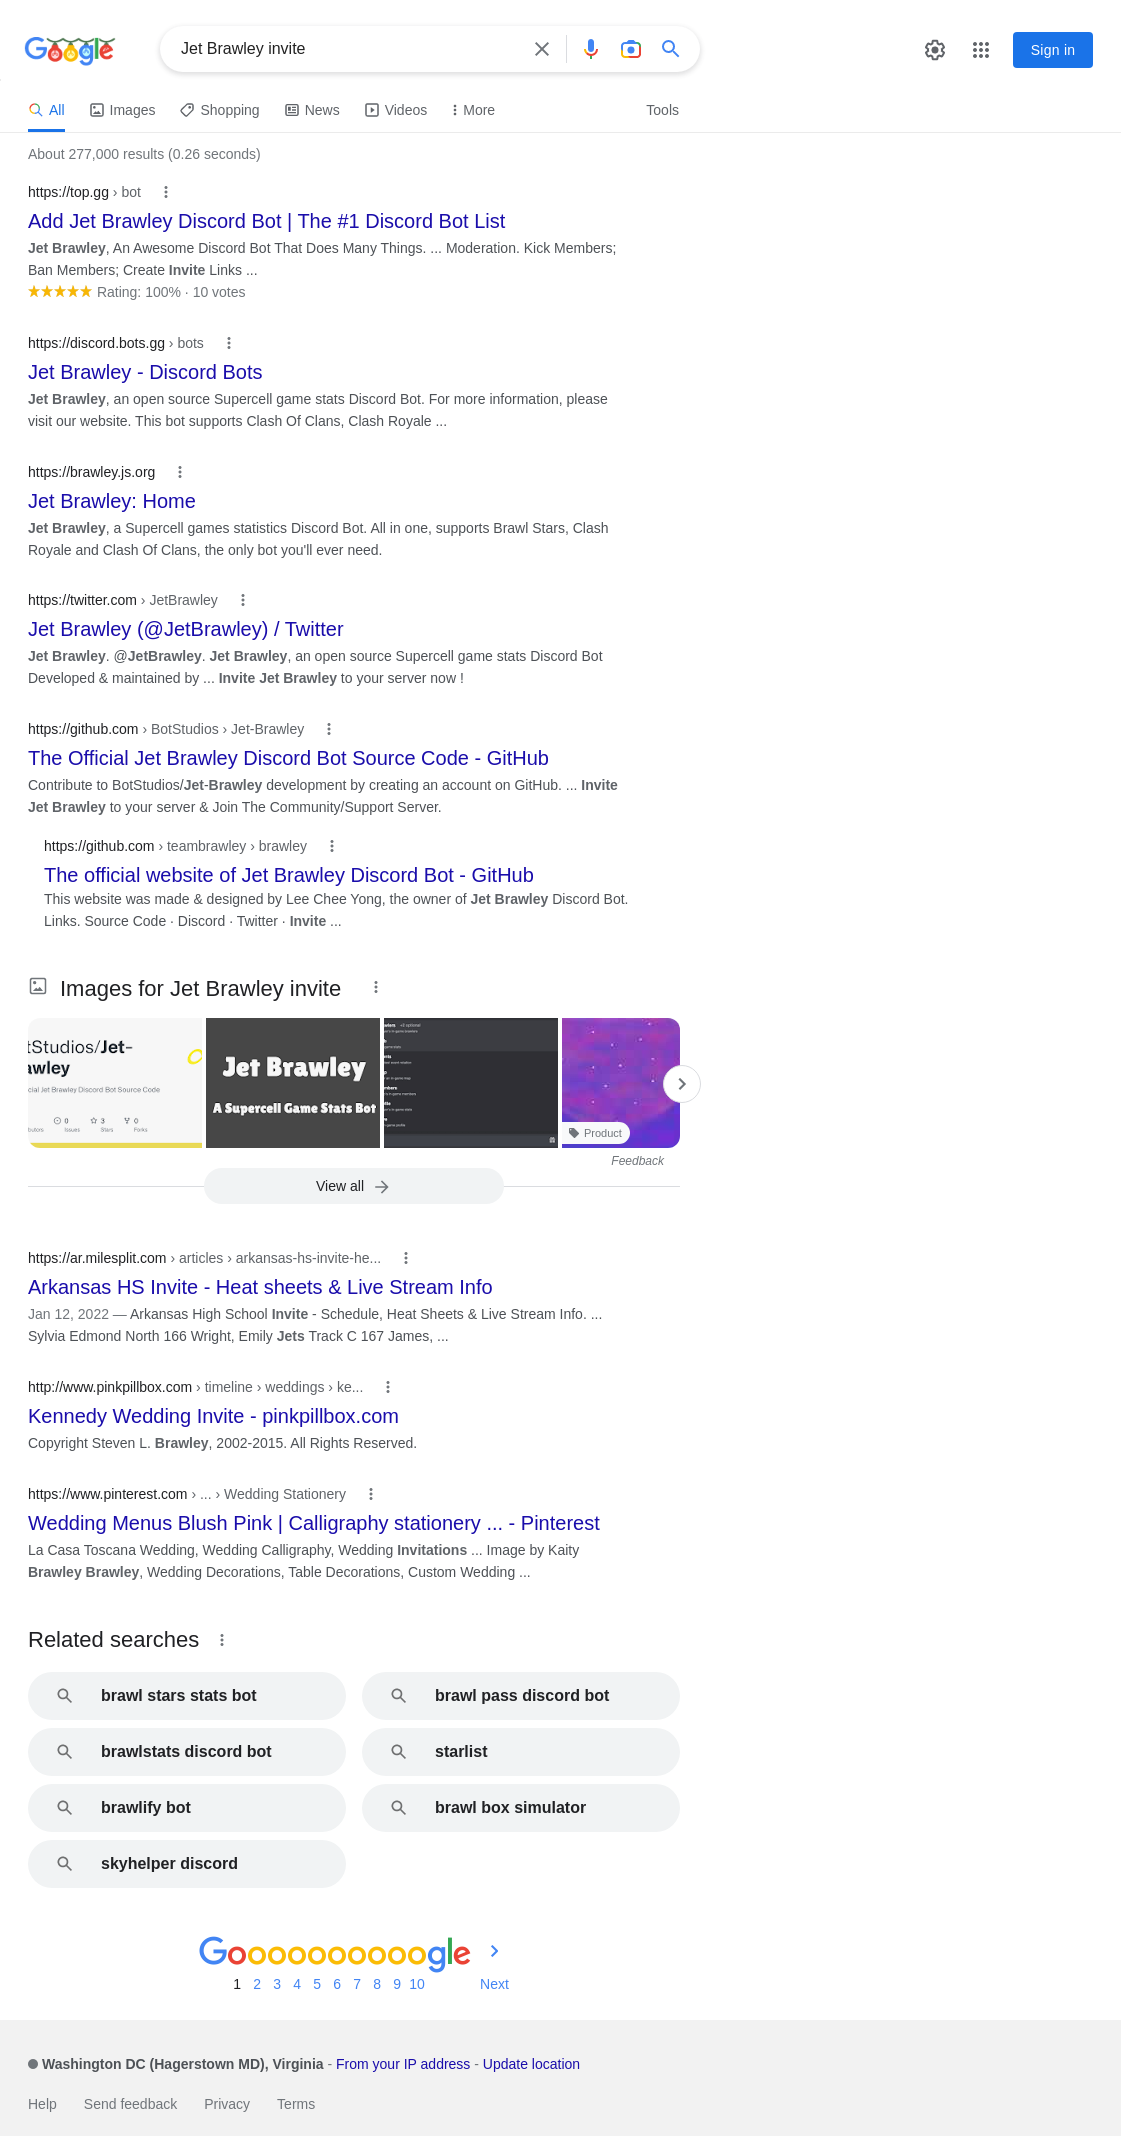 Google
Jet Brawley invite
Sign in
All Images Shopping News Videos More Tools
About 277,000 results (0.26 seconds)
https://top.gg › bot
Add Jet Brawley Discord Bot | The #1 Discord Bot List
Jet Brawley, An Awesome Discord Bot That Does Many Things. ... Moderation. Kick Members;
Ban Members; Create Invite Links ...
Rating: 100% · 10 votes
https://discord.bots.gg › bots
Jet Brawley - Discord Bots
Jet Brawley, an open source Supercell game stats Discord Bot. For more information, please
visit our website. This bot supports Clash Of Clans, Clash Royale ...
https://brawley.js.org
Jet Brawley: Home
Jet Brawley, a Supercell games statistics Discord Bot. All in one, supports Brawl Stars, Clash
Royale and Clash Of Clans, the only bot you'll ever need.
https://twitter.com › JetBrawley
Jet Brawley (@JetBrawley) / Twitter
Jet Brawley. @JetBrawley. Jet Brawley, an open source Supercell game stats Discord Bot
Developed & maintained by ... Invite Jet Brawley to your server now !
https://github.com › BotStudios › Jet-Brawley
The Official Jet Brawley Discord Bot Source Code - GitHub
Contribute to BotStudios/Jet-Brawley development by creating an account on GitHub. ... Invite
Jet Brawley to your server & Join The Community/Support Server.
https://github.com › teambrawley › brawley
The official website of Jet Brawley Discord Bot - GitHub
This website was made & designed by Lee Chee Yong, the owner of Jet Brawley Discord Bot.
Links. Source Code · Discord · Twitter · Invite ...
Images for Jet Brawley invite
tStudios/Jet-
awley
cial Jet Brawley Discord Bot Source Code
0 3 0
Issues Stars Forks
Jet Brawley
A Supercell Game Stats Bot
Product
Feedback
View all
https://ar.milesplit.com › articles › arkansas-hs-invite-he...
Arkansas HS Invite - Heat sheets & Live Stream Info
Jan 12, 2022 — Arkansas High School Invite - Schedule, Heat Sheets & Live Stream Info. ...
Sylvia Edmond North 166 Wright, Emily Jets Track C 167 James, ...
http://www.pinkpillbox.com › timeline › weddings › ke...
Kennedy Wedding Invite - pinkpillbox.com
Copyright Steven L. Brawley, 2002-2015. All Rights Reserved.
https://www.pinterest.com › ... › Wedding Stationery
Wedding Menus Blush Pink | Calligraphy stationery ... - Pinterest
La Casa Toscana Wedding, Wedding Calligraphy, Wedding Invitations ... Image by Kaity
Brawley Brawley, Wedding Decorations, Table Decorations, Custom Wedding ...
Related searches
brawl stars stats bot
brawl pass discord bot
brawlstats discord bot
starlist
brawlify bot
brawl box simulator
skyhelper discord
Goooooooooogle
1 2 3 4 5 6 7 8 9 10 Next
Washington DC (Hagerstown MD), Virginia - From your IP address - Update location
Help Send feedback Privacy Terms